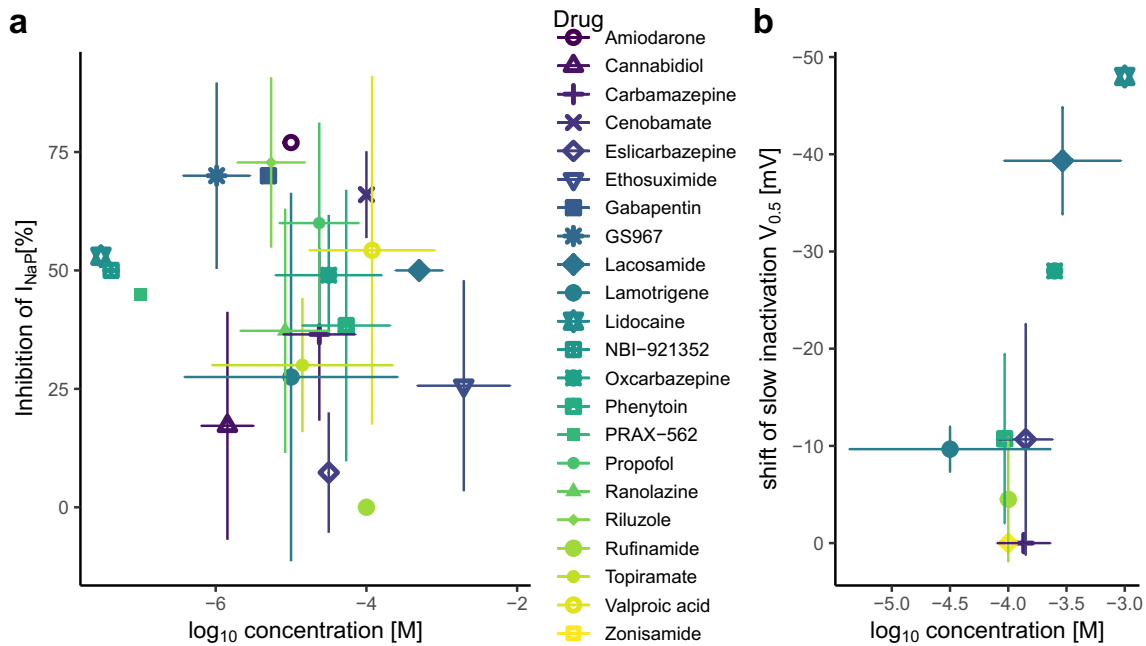 a
Inhibition of I_NaP[%]
75
50
25
0
−6
−4
−2
log₁₀ concentration [M]
Drug
Amiodarone
Cannabidiol
Carbamazepine
Cenobamate
Eslicarbazepine
Ethosuximide
Gabapentin
GS967
Lacosamide
Lamotrigene
Lidocaine
NBI−921352
Oxcarbazepine
Phenytoin
PRAX−562
Propofol
Ranolazine
Riluzole
Rufinamide
Topiramate
Valproic acid
Zonisamide
b
shift of slow inactivation V₀.₅ [mV]
−50
−40
−30
−20
−10
0
−5.0
−4.5
−4.0
−3.5
−3.0
log₁₀ concentration [M]